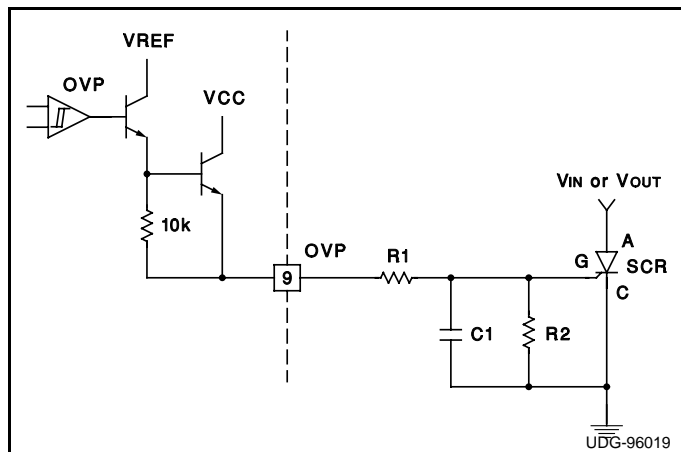 VREF
OVP
VCC
10k
9
OVP
R1
C1
R2
VIN or VOUT
A
G
SCR
C
UDG-96019